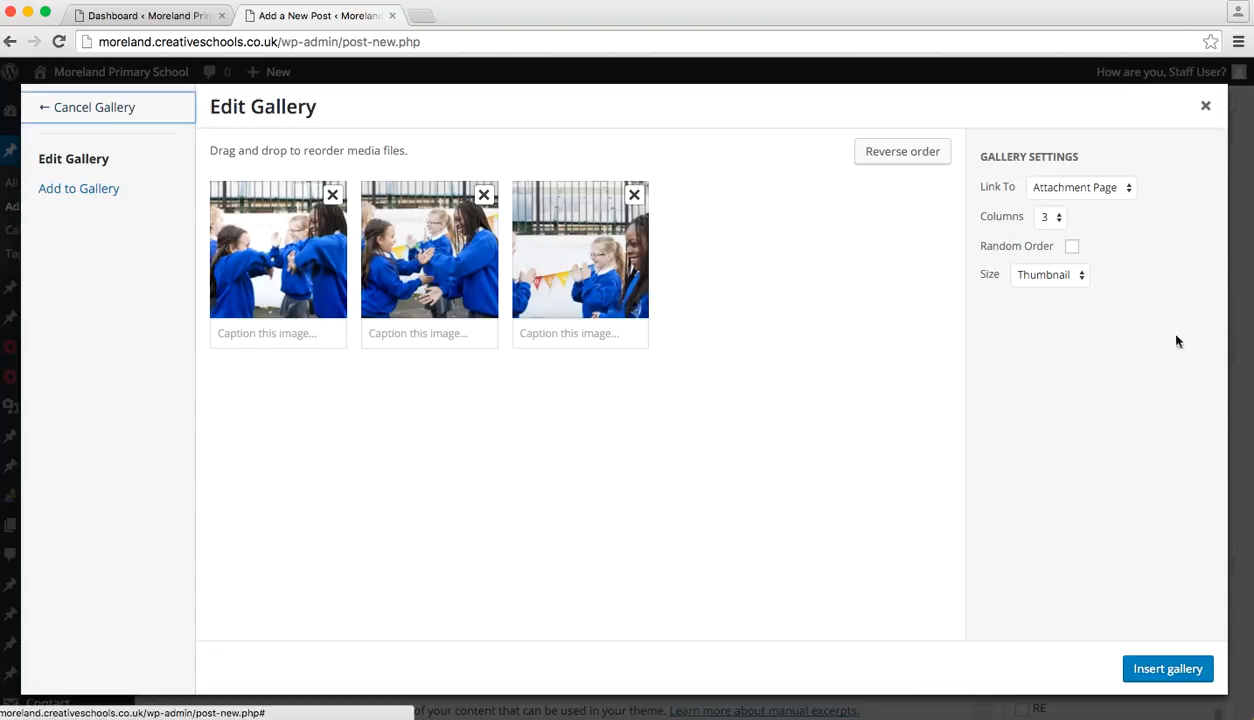 Dashboard ‹ Moreland Prim
Add a New Post ‹ Moreland
moreland.creativeschools.co.uk/wp-admin/post-new.php
Moreland Primary School
0
New
How are you, Staff User?
← Cancel Gallery
Edit Gallery
Edit Gallery
Add to Gallery
Drag and drop to reorder media files.
Reverse order
Caption this image...
Caption this image...
Caption this image...
GALLERY SETTINGS
Link To Attachment Page
Columns 3
Random Order
Size Thumbnail
Insert gallery
Contact
moreland.creativeschools.co.uk/wp-admin/post-new.php#
of your content that can be used in your theme. Learn more about manual excerpts.
RE